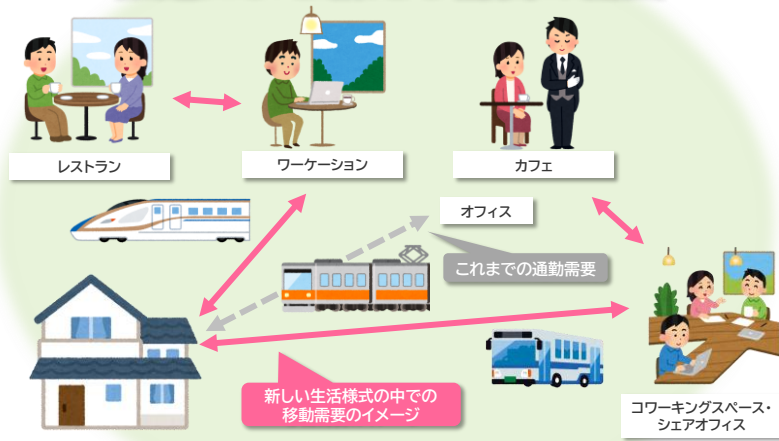 レストラン
ワーケーション
カフェ
オフィス
これまでの通勤需要
新しい生活様式の中での
移動需要のイメージ
コワーキングスペース・
シェアオフィス